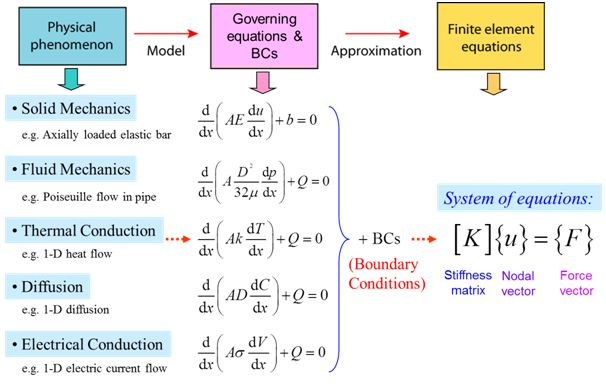 Physical
phenomenon
Model
Governing
equations &
BCs
Approximation
Finite element
equations
• Solid Mechanics
e.g. Axially loaded elastic bar
d/dx (AE du/dx) + b = 0
• Fluid Mechanics
e.g. Poiseuille flow in pipe
d/dx (A D²/32μ dp/dx) + Q = 0
• Thermal Conduction
e.g. 1-D heat flow
d/dx (Ak dT/dx) + Q = 0
• Diffusion
e.g. 1-D diffusion
d/dx (AD dC/dx) + Q = 0
• Electrical Conduction
e.g. 1-D electric current flow
d/dx (Aσ dV/dx) + Q = 0
+ BCs
(Boundary
Conditions)
System of equations:
[K]{u} = {F}
Stiffness
matrix
Nodal
vector
Force
vector